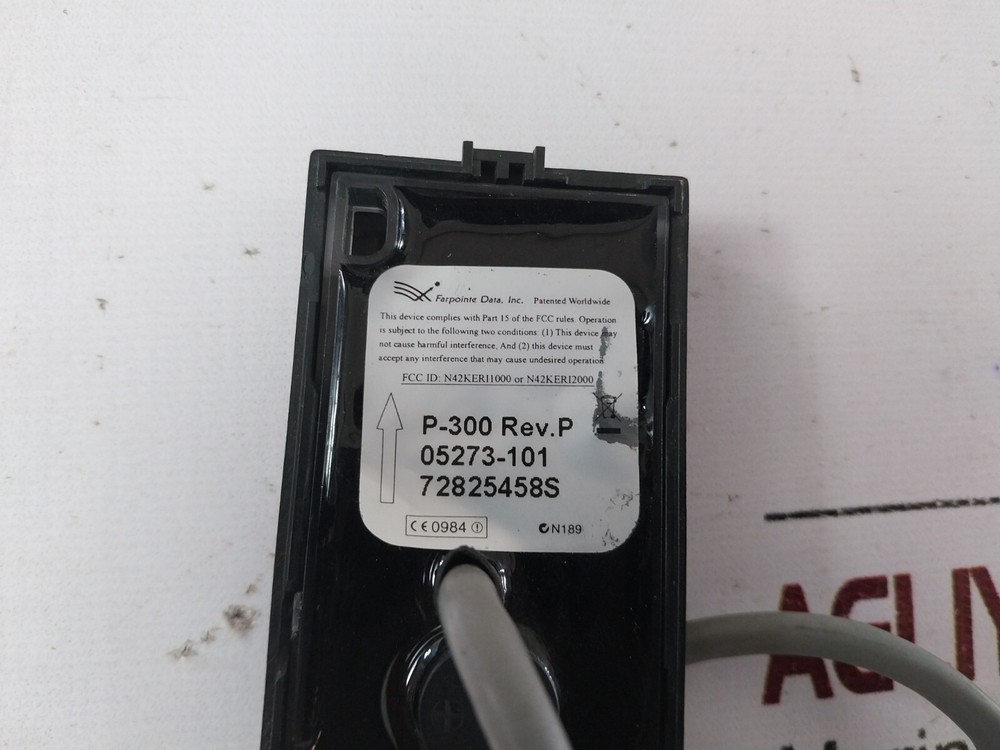 Farpointe Data, Inc. Patented Worldwide
This device complies with Part 15 of the FCC rules. Operation
is subject to the following two conditions: (1) This device may
not cause harmful interference, And (2) this device must
accept any interference that may cause undesired operation
FCC ID: N42KERI1000 or N42KERI2000
P-300 Rev.P
05273-101
72825458S
CE0984
N189